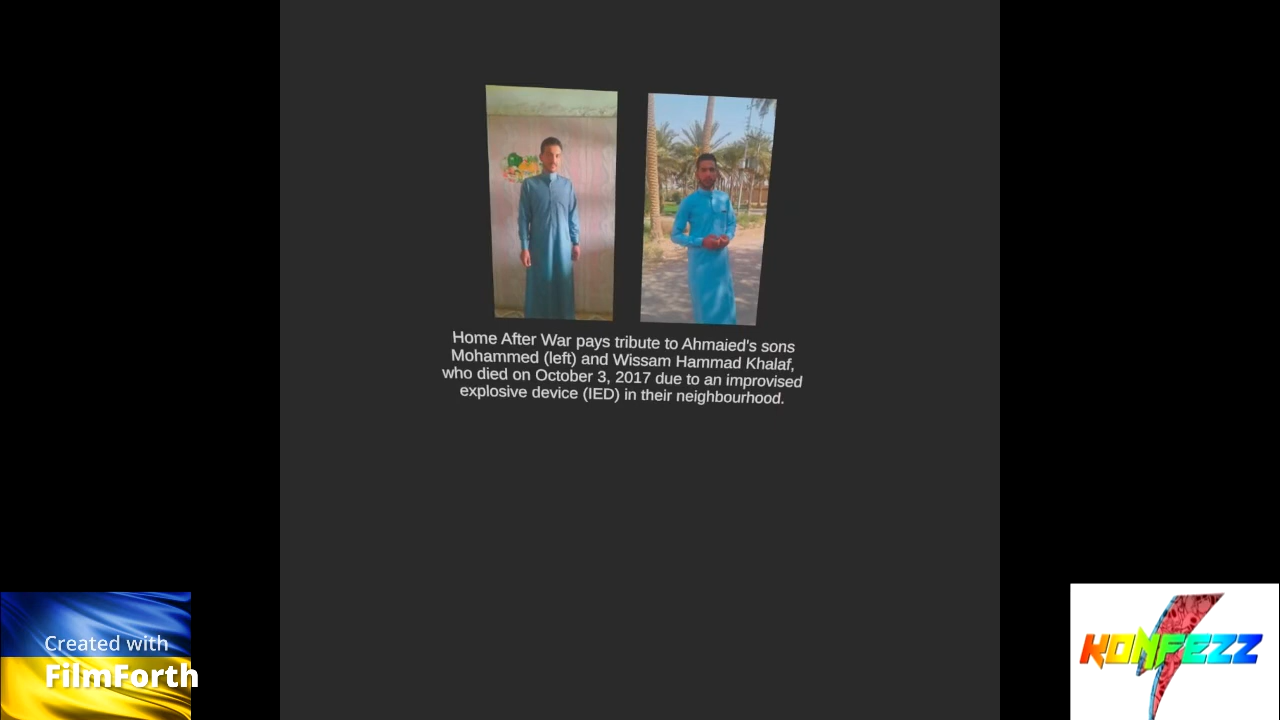 Home After War pays tribute to Ahmaied's sons
Mohammed (left) and Wissam Hammad Khalaf,
who died on October 3, 2017 due to an improvised
explosive device (IED) in their neighbourhood.
Created with
FilmForth
KONFEZZ